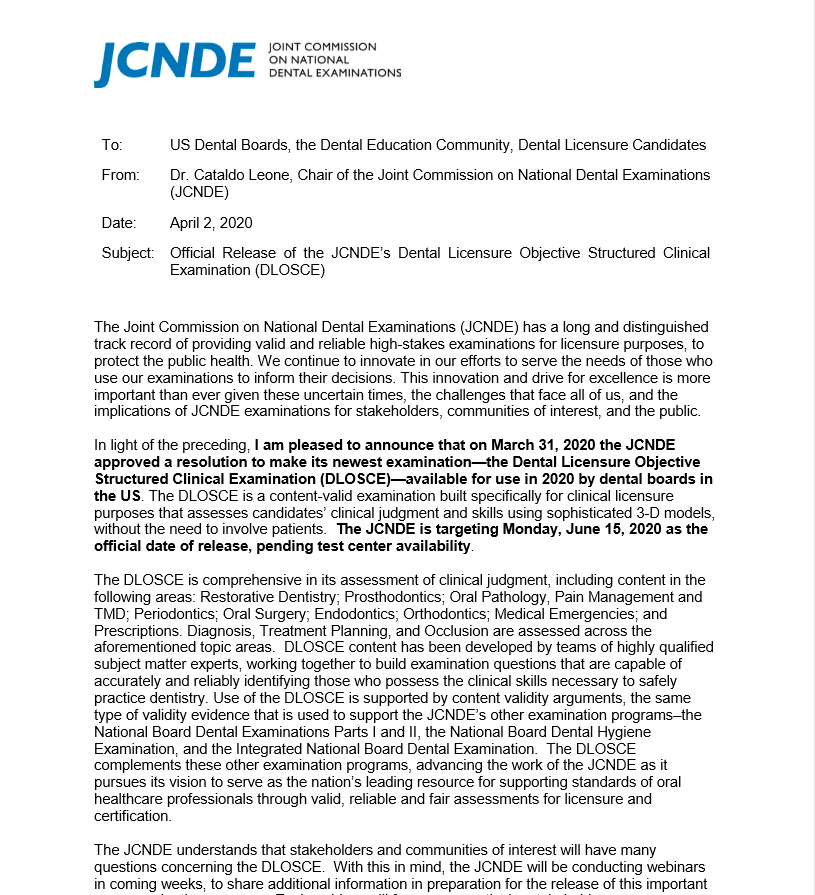 JCNDE
JOINT COMMISSION
ON NATIONAL
DENTAL EXAMINATIONS
To: US Dental Boards, the Dental Education Community, Dental Licensure Candidates
From: Dr. Cataldo Leone, Chair of the Joint Commission on National Dental Examinations
(JCNDE)
Date: April 2, 2020
Subject: Official Release of the JCNDE's Dental Licensure Objective Structured Clinical
Examination (DLOSCE)
The Joint Commission on National Dental Examinations (JCNDE) has a long and distinguished
track record of providing valid and reliable high-stakes examinations for licensure purposes, to
protect the public health. We continue to innovate in our efforts to serve the needs of those who
use our examinations to inform their decisions. This innovation and drive for excellence is more
important than ever given these uncertain times, the challenges that face all of us, and the
implications of JCNDE examinations for stakeholders, communities of interest, and the public.
In light of the preceding, I am pleased to announce that on March 31, 2020 the JCNDE
approved a resolution to make its newest examination—the Dental Licensure Objective
Structured Clinical Examination (DLOSCE)—available for use in 2020 by dental boards in
the US. The DLOSCE is a content-valid examination built specifically for clinical licensure
purposes that assesses candidates' clinical judgment and skills using sophisticated 3-D models,
without the need to involve patients. The JCNDE is targeting Monday, June 15, 2020 as the
official date of release, pending test center availability.
The DLOSCE is comprehensive in its assessment of clinical judgment, including content in the
following areas: Restorative Dentistry; Prosthodontics; Oral Pathology, Pain Management and
TMD; Periodontics; Oral Surgery; Endodontics; Orthodontics; Medical Emergencies; and
Prescriptions. Diagnosis, Treatment Planning, and Occlusion are assessed across the
aforementioned topic areas. DLOSCE content has been developed by teams of highly qualified
subject matter experts, working together to build examination questions that are capable of
accurately and reliably identifying those who possess the clinical skills necessary to safely
practice dentistry. Use of the DLOSCE is supported by content validity arguments, the same
type of validity evidence that is used to support the JCNDE's other examination programs–the
National Board Dental Examinations Parts I and II, the National Board Dental Hygiene
Examination, and the Integrated National Board Dental Examination. The DLOSCE
complements these other examination programs, advancing the work of the JCNDE as it
pursues its vision to serve as the nation's leading resource for supporting standards of oral
healthcare professionals through valid, reliable and fair assessments for licensure and
certification.
The JCNDE understands that stakeholders and communities of interest will have many
questions concerning the DLOSCE. With this in mind, the JCNDE will be conducting webinars
in coming weeks, to share additional information in preparation for the release of this important